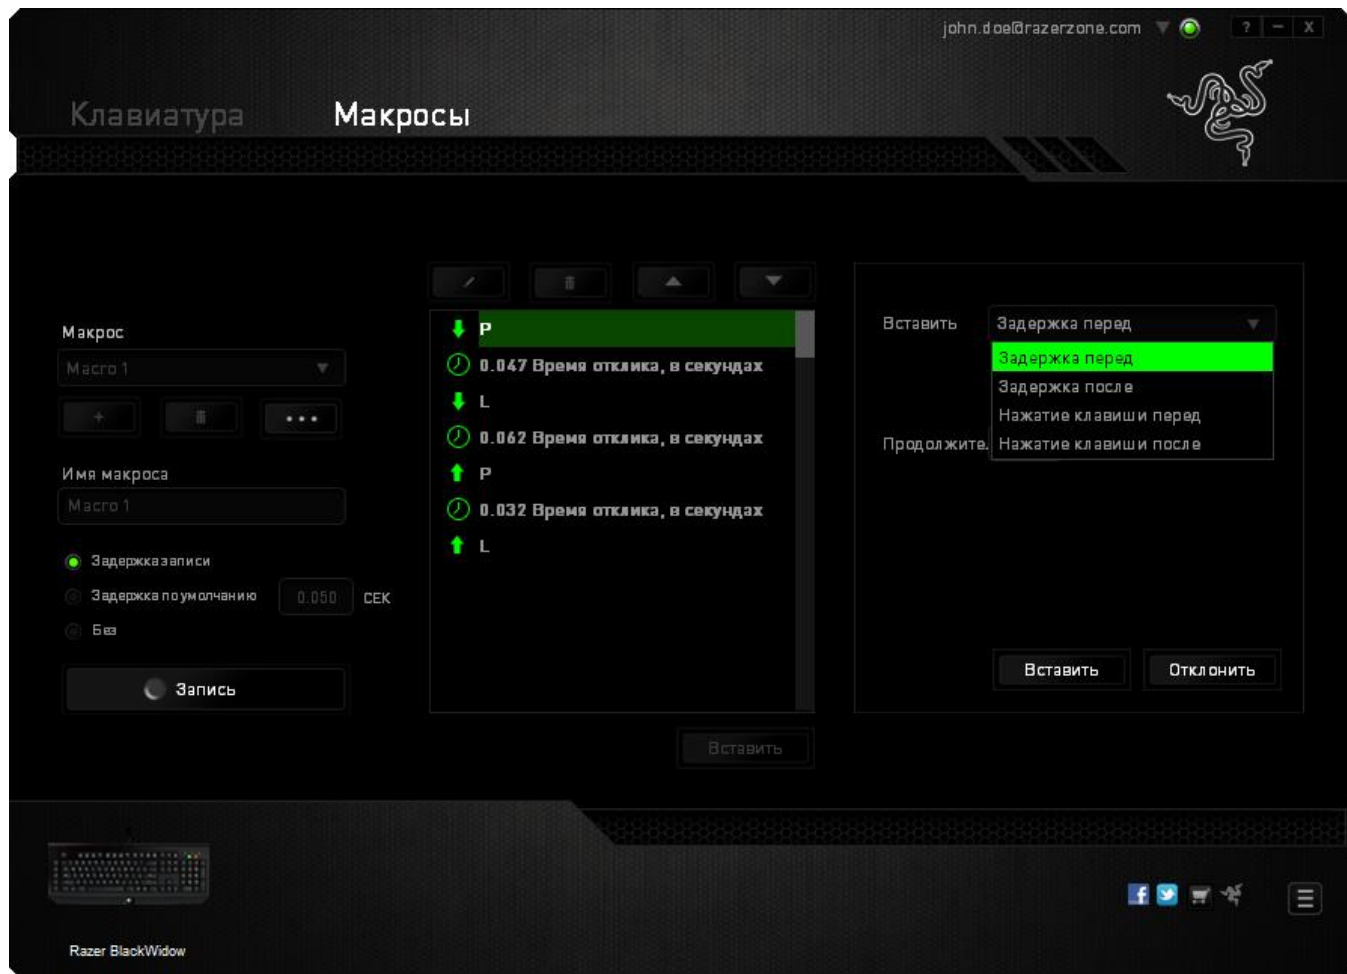 john.doe@razerzone.com ? – X
Клавиатура Макросы
Макрос
Macro 1
Имя макроса
Macro 1
Задержка записи
Задержка по умолчанию 0.050 СЕК
Без
Запись
P
0.047 Время отклика, в секундах
L
0.062 Время отклика, в секундах
P
0.032 Время отклика, в секундах
L
Вставить
Вставить Задержка перед
Задержка перед
Задержка после
Нажатие клавиши перед
Продолжите. Нажатие клавиши после
Вставить Отклонить
Razer BlackWidow